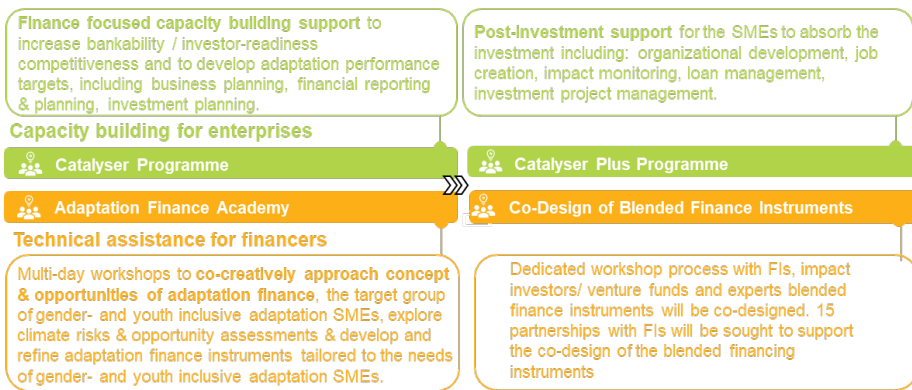 Finance focused capacity building support to
increase bankability / investor-readiness
competitiveness and to develop adaptation performance
targets, including business planning, financial reporting
& planning, investment planning.
Post-Investment support for the SMEs to absorb the
investment including: organizational development, job
creation, impact monitoring, loan management,
investment project management.
Capacity building for enterprises
Catalyser Programme
Catalyser Plus Programme
Adaptation Finance Academy
Co-Design of Blended Finance Instruments
Technical assistance for financers
Multi-day workshops to co-creatively approach concept
& opportunities of adaptation finance, the target group
of gender- and youth inclusive adaptation SMEs, explore
climate risks & opportunity assessments & develop and
refine adaptation finance instruments tailored to the needs
of gender- and youth inclusive adaptation SMEs.
Dedicated workshop process with FIs, impact
investors/ venture funds and experts blended
finance instruments will be co-designed. 15
partnerships with FIs will be sought to support
the co-design of the blended financing
instruments